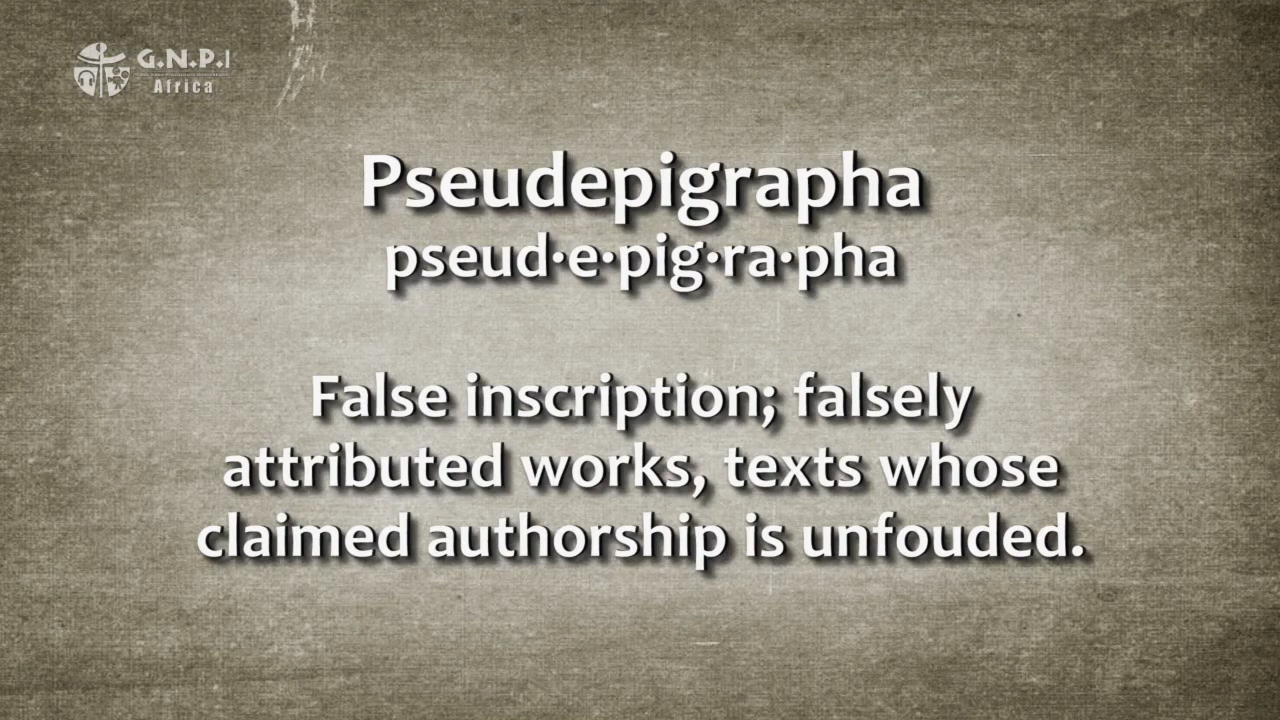 G.N.P.I
Africa
Pseudepigrapha
pseud·e·pig·ra·pha
False inscription; falsely
attributed works, texts whose
claimed authorship is unfouded.